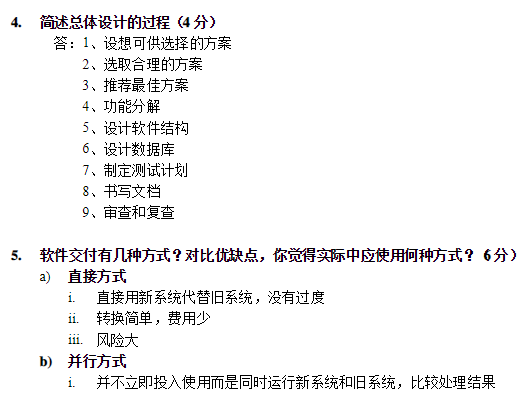 4. 简述总体设计的过程（4 分）
答：1、设想可供选择的方案
2、选取合理的方案
3、推荐最佳方案
4、功能分解
5、设计软件结构
6、设计数据库
7、制定测试计划
8、书写文档
9、审查和复查
5. 软件交付有几种方式？对比优缺点，你觉得实际中应使用何种方式？ 6 分）
a) 直接方式
i. 直接用新系统代替旧系统，没有过度
ii. 转换简单，费用少
iii. 风险大
b) 并行方式
i. 并不立即投入使用而是同时运行新系统和旧系统，比较处理结果